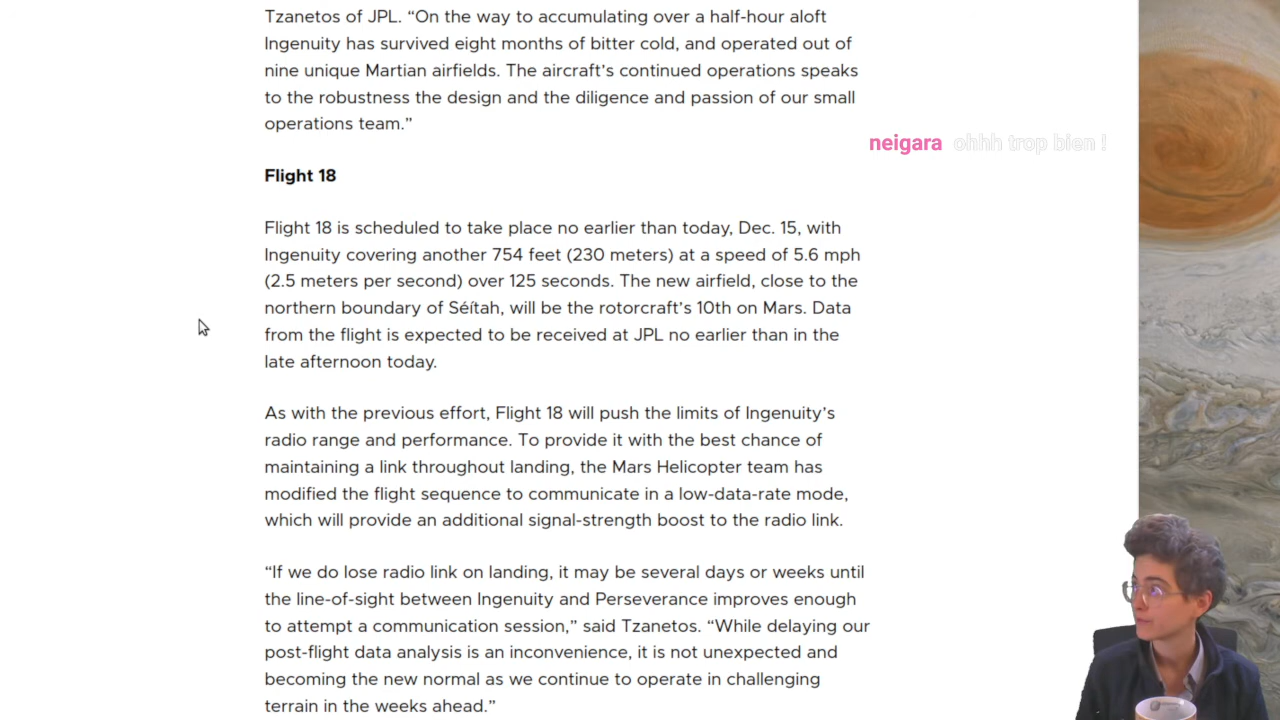 Tzanetos of JPL. “On the way to accumulating over a half-hour aloft
Ingenuity has survived eight months of bitter cold, and operated out of
nine unique Martian airfields. The aircraft’s continued operations speaks
to the robustness the design and the diligence and passion of our small
operations team.”
neigara ohhh trop bien !
Flight 18
Flight 18 is scheduled to take place no earlier than today, Dec. 15, with
Ingenuity covering another 754 feet (230 meters) at a speed of 5.6 mph
(2.5 meters per second) over 125 seconds. The new airfield, close to the
northern boundary of Séítah, will be the rotorcraft’s 10th on Mars. Data
from the flight is expected to be received at JPL no earlier than in the
late afternoon today.
As with the previous effort, Flight 18 will push the limits of Ingenuity’s
radio range and performance. To provide it with the best chance of
maintaining a link throughout landing, the Mars Helicopter team has
modified the flight sequence to communicate in a low-data-rate mode,
which will provide an additional signal-strength boost to the radio link.
“If we do lose radio link on landing, it may be several days or weeks until
the line-of-sight between Ingenuity and Perseverance improves enough
to attempt a communication session,” said Tzanetos. “While delaying our
post-flight data analysis is an inconvenience, it is not unexpected and
becoming the new normal as we continue to operate in challenging
terrain in the weeks ahead.”